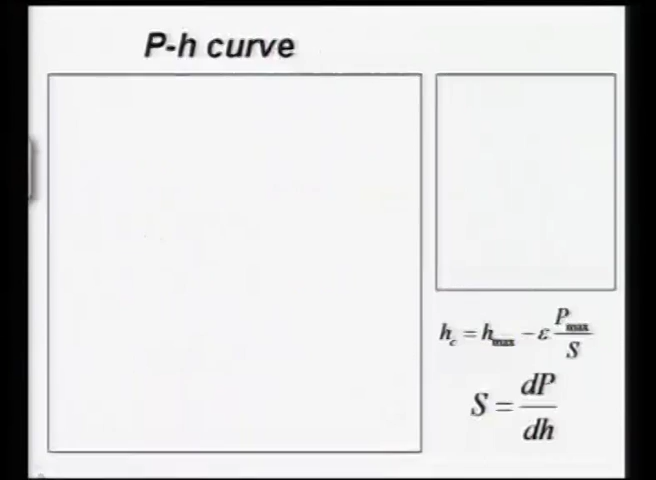 P-h curve
h_c = h_max − ε P_max / S
S = dP / dh